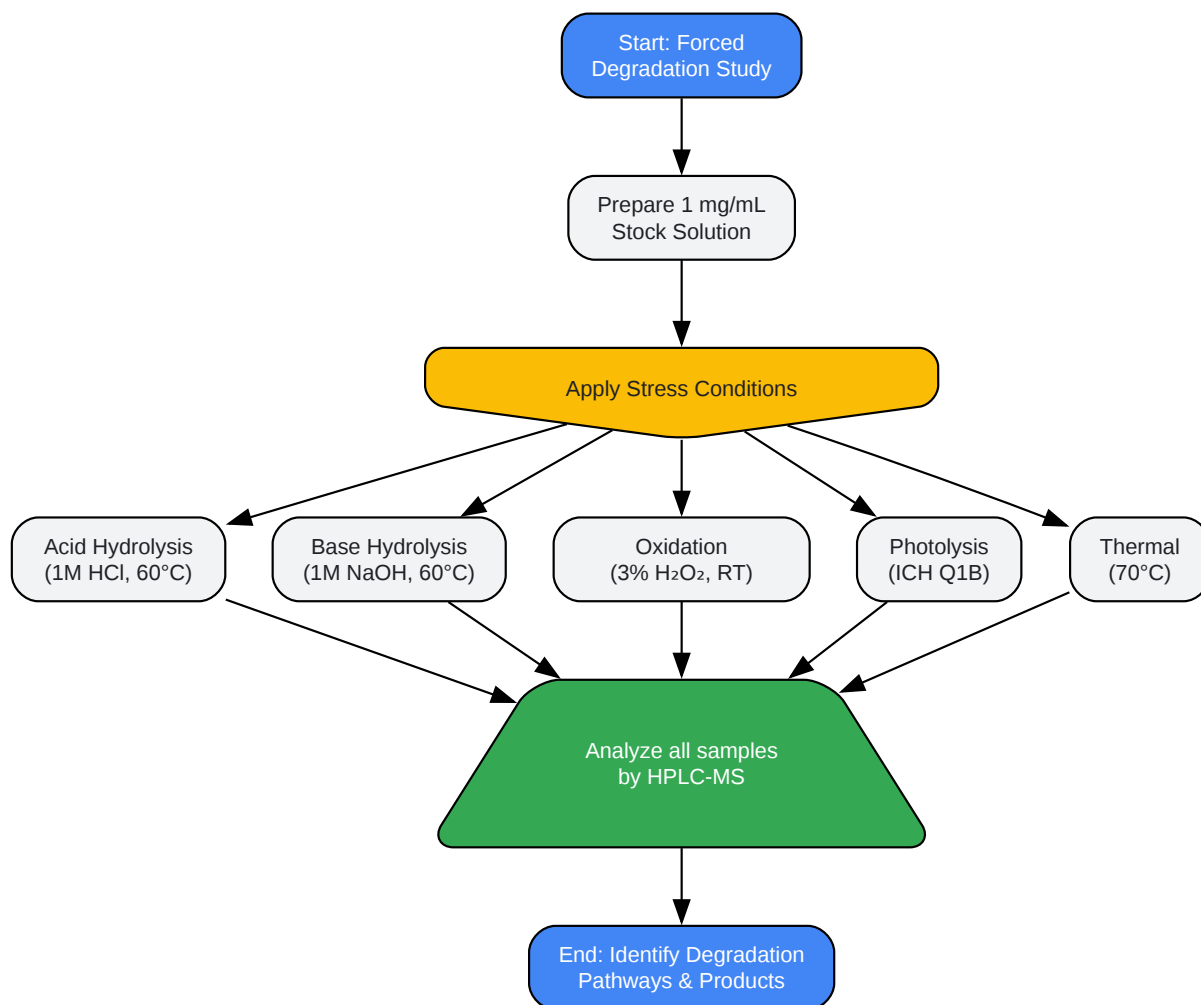 Start: Forced
Degradation Study
Prepare 1 mg/mL
Stock Solution
Apply Stress Conditions
Acid Hydrolysis
(1M HCl, 60°C)
Base Hydrolysis
(1M NaOH, 60°C)
Oxidation
(3% H₂O₂, RT)
Photolysis
(ICH Q1B)
Thermal
(70°C)
Analyze all samples
by HPLC-MS
End: Identify Degradation
Pathways & Products